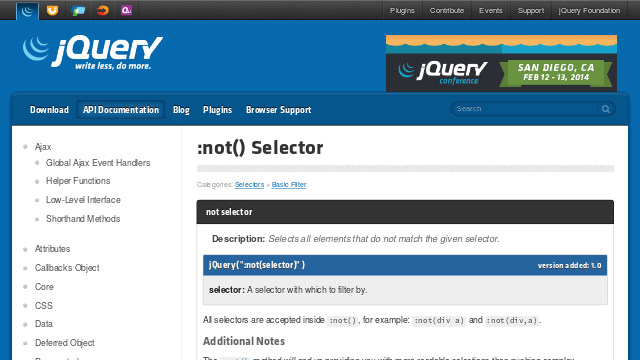 Plugins Contribute Events Support jQuery Foundation
jQuery
write less, do more.
jQuery
conference
SAN DIEGO, CA
FEB 12 - 13, 2014
Download API Documentation Blog Plugins Browser Support
Search
Ajax
Global Ajax Event Handlers
Helper Functions
Low-Level Interface
Shorthand Methods
Attributes
Callbacks Object
Core
CSS
Data
Deferred Object
:not() Selector
Categories: Selectors > Basic Filter
not selector
Description: Selects all elements that do not match the given selector.
jQuery( ":not(selector)" )
version added: 1.0
selector: A selector with which to filter by.
All selectors are accepted inside :not(), for example: :not(div a) and :not(div,a).
Additional Notes